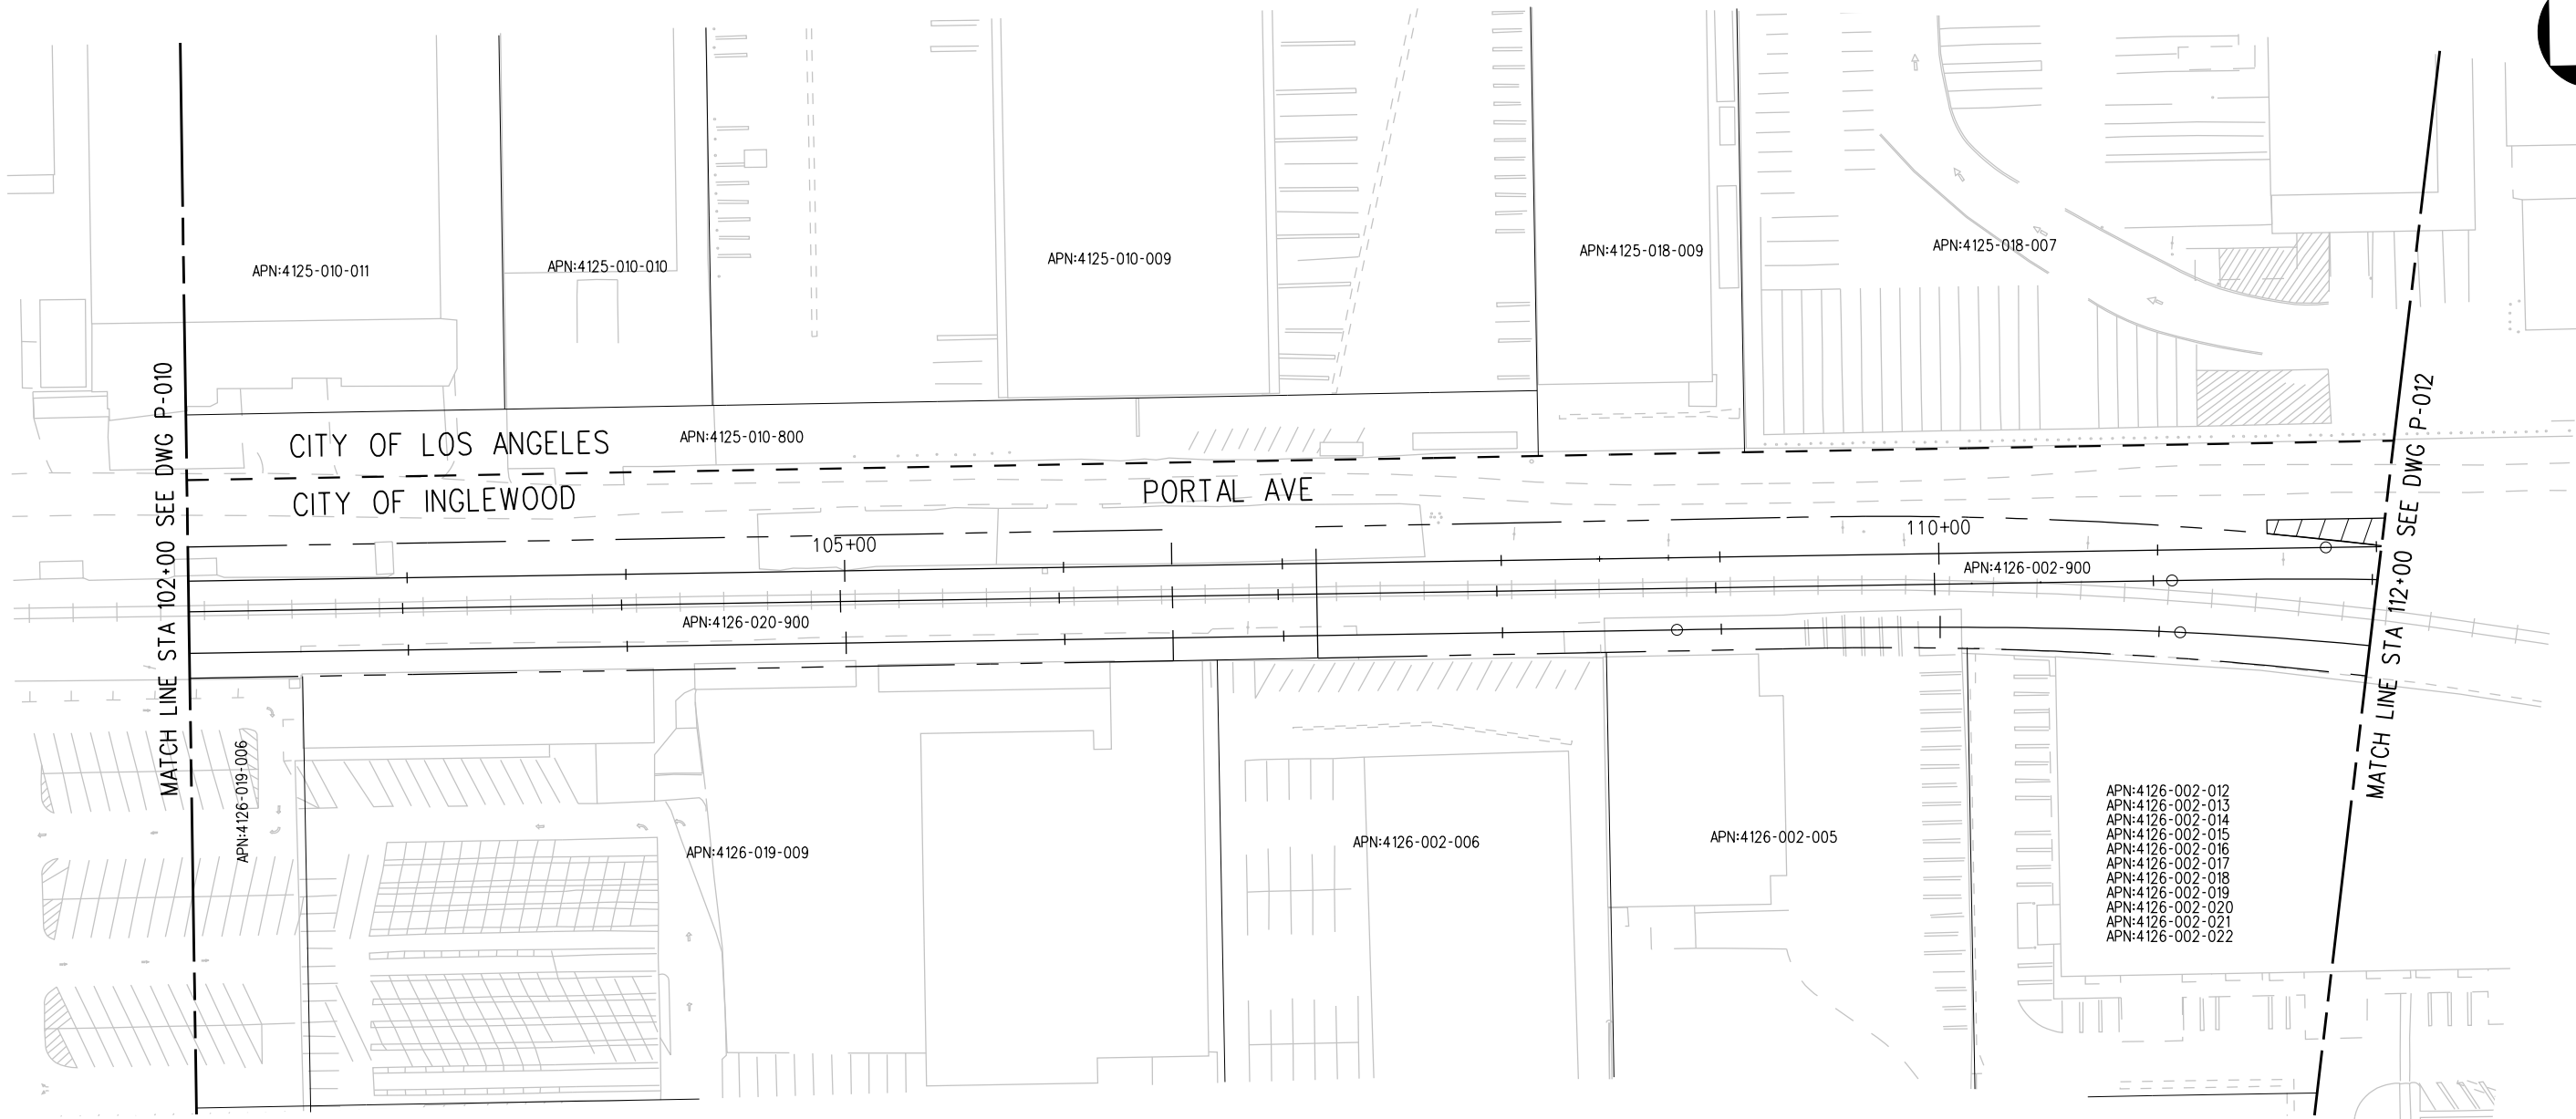 APN:4125-010-011
APN:4125-010-010
APN:4125-010-009
APN:4125-018-009
APN:4125-018-007
MATCH LINE STA 102+00 SEE DWG P-010
CITY OF LOS ANGELES
APN:4125-010-800
CITY OF INGLEWOOD
PORTAL AVE
105+00
110+00
APN:4126-002-900
APN:4126-020-900
MATCH LINE STA 112+00 SEE DWG P-012
APN:4126-019-006
APN:4126-019-009
APN:4126-002-006
APN:4126-002-005
APN:4126-002-012
APN:4126-002-013
APN:4126-002-014
APN:4126-002-015
APN:4126-002-016
APN:4126-002-017
APN:4126-002-018
APN:4126-002-019
APN:4126-002-020
APN:4126-002-021
APN:4126-002-022